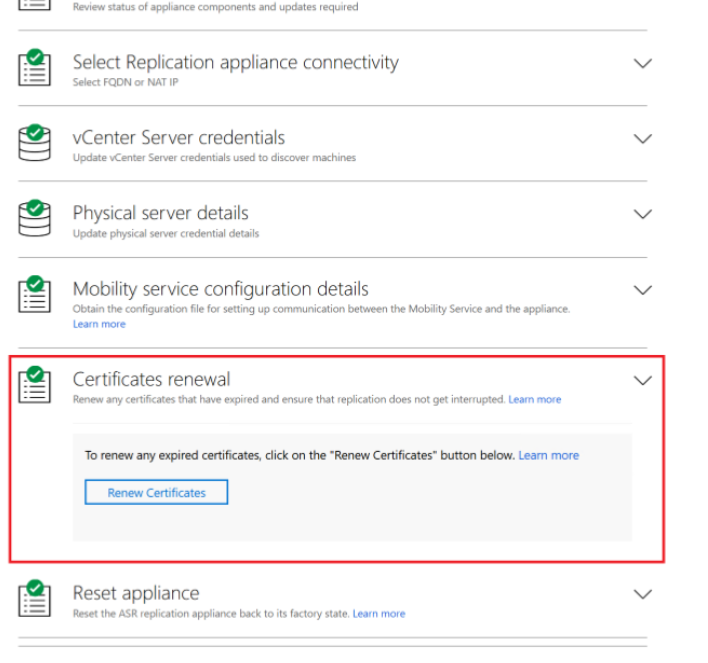 Review status of appliance components and updates required
Select Replication appliance connectivity
Select FQDN or NAT IP
vCenter Server credentials
Update vCenter Server credentials used to discover machines
Physical server details
Update physical server credential details
Mobility service configuration details
Obtain the configuration file for setting up communication between the Mobility Service and the appliance.
Learn more
Certificates renewal
Renew any certificates that have expired and ensure that replication does not get interrupted. Learn more
To renew any expired certificates, click on the "Renew Certificates" button below. Learn more
Renew Certificates
Reset appliance
Reset the ASR replication appliance back to its factory state. Learn more